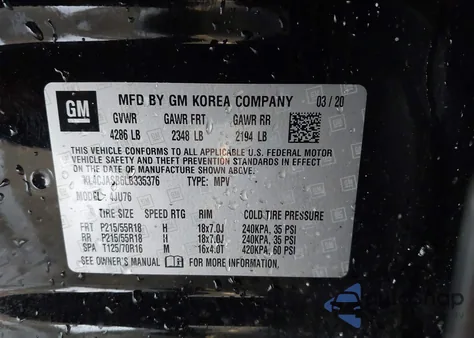 GM
MFD BY GM KOREA COMPANY 03/20
GVWR GAWR FRT GAWR RR
4286 LB 2348 LB 2194 LB
THIS VEHICLE CONFORMS TO ALL APPLICABLE U.S. FEDERAL MOTOR
VEHICLE SAFETY AND THEFT PREVENTION STANDARDS IN EFFECT
ON THE DATE OF MANUFACTURE SHOWN ABOVE.
TYPE: MPV
MODEL: 4JU76
TIRE SIZE SPEED RTG RIM COLD TIRE PRESSURE
FRT P215/55R18 H 18x7.0J 240KPA, 35 PSI
RR P215/55R18 H 18x7.0J 240KPA, 35 PSI
SPA T125/70R16 M 16x4.0T 420KPA, 60 PSI
SEE OWNER'S MANUAL FOR MORE INFORMATION.